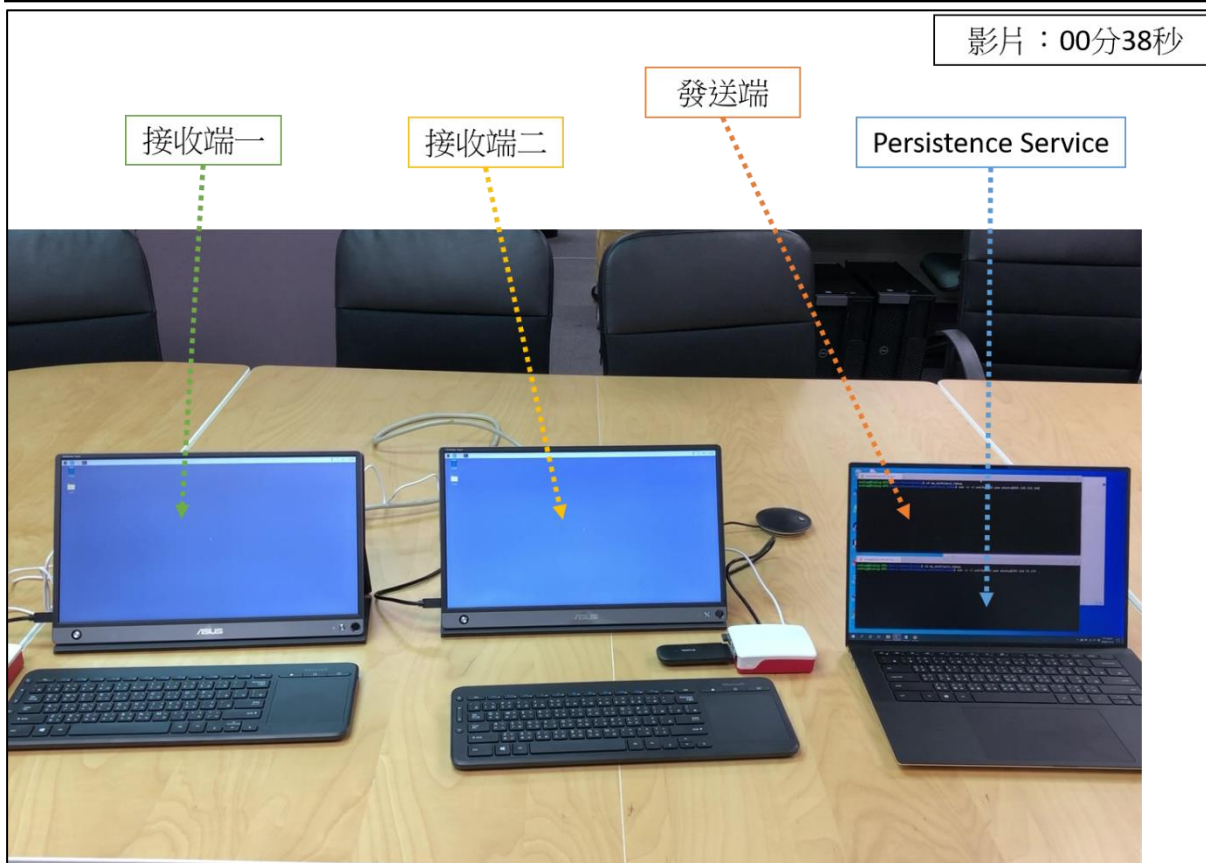 影片：00分38秒
發送端
接收端一
接收端二
Persistence Service
ASUS
ASUS